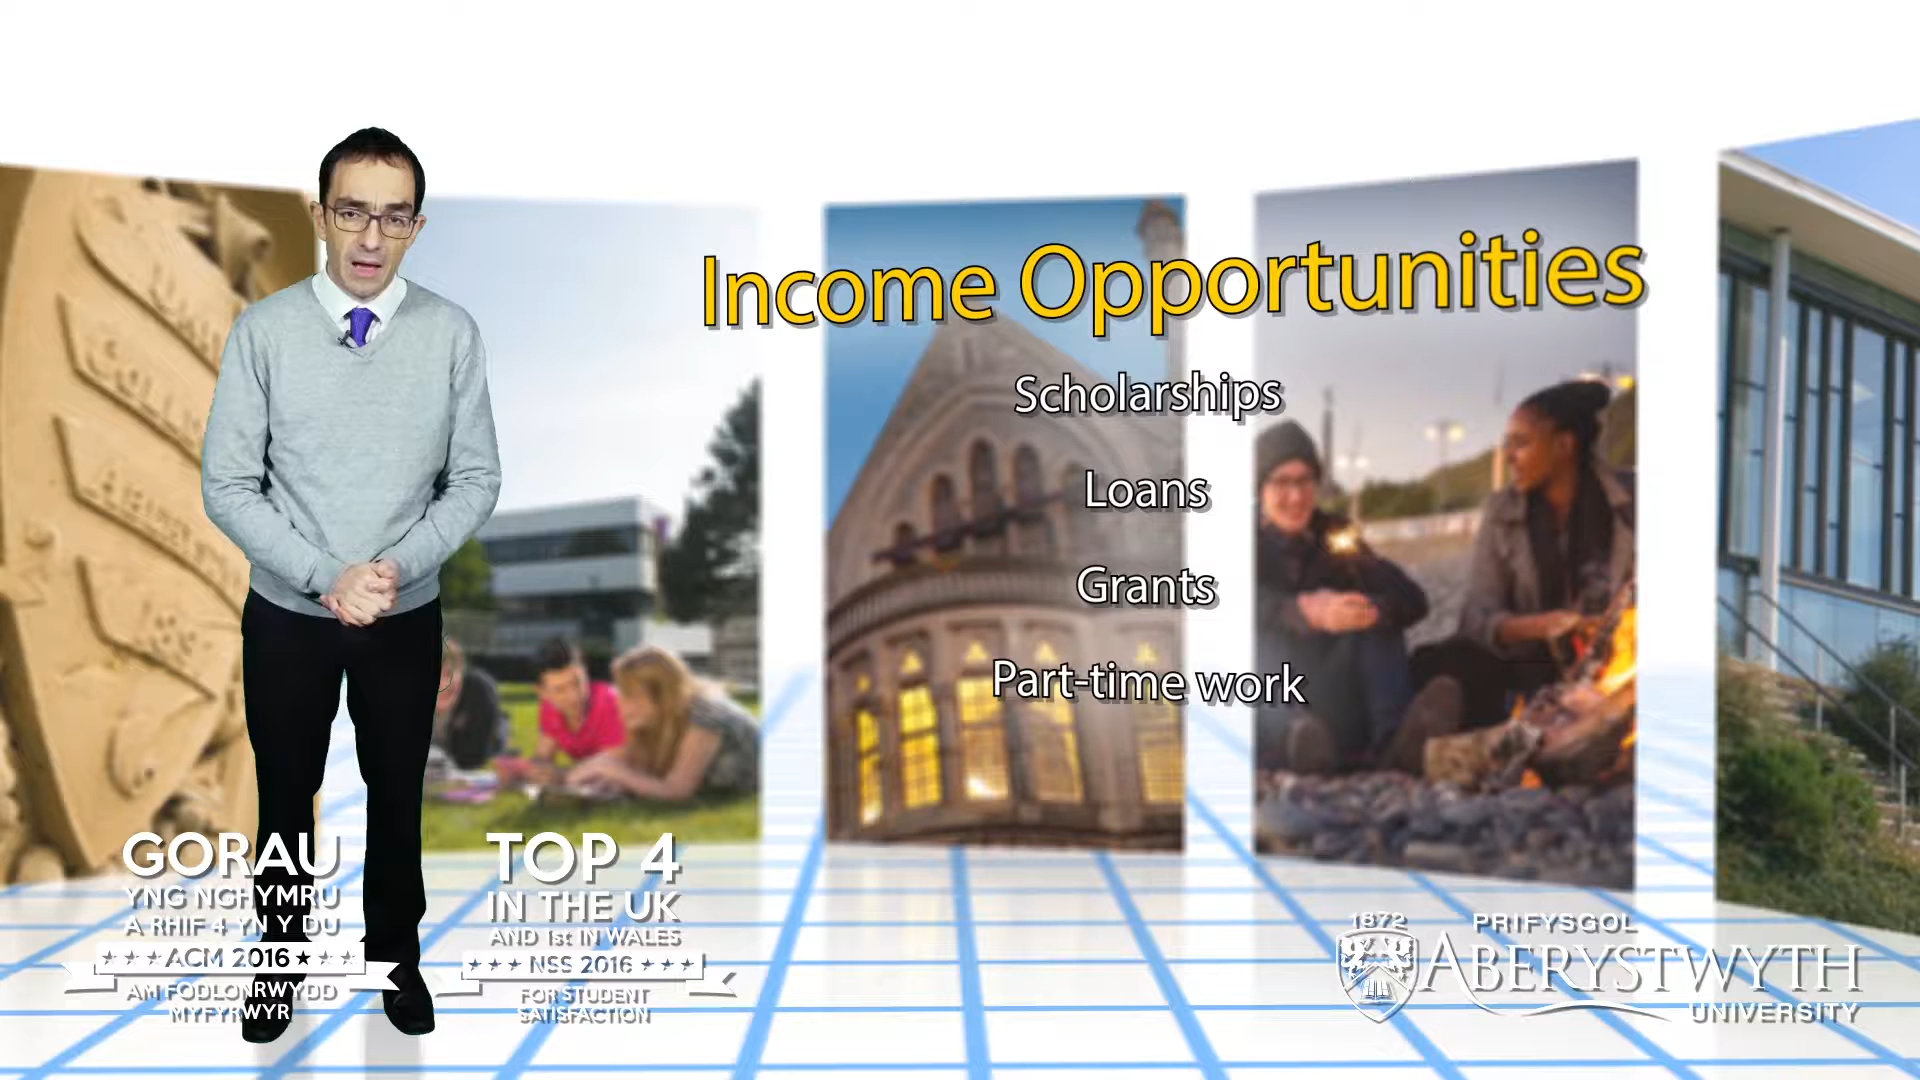 Income Opportunities
Scholarships
Loans
Grants
Part-time work
GORAU
YNG NGHYMRU
A RHIF 4 YN Y DU
ACM 2016
AM FODLONRWYDD
MYFYRWYR
TOP 4
IN THE UK
AND 1st IN WALES
NSS 2016
FOR STUDENT
SATISFACTION
1872 PRIFYSGOL
ABERYSTWYTH
UNIVERSITY